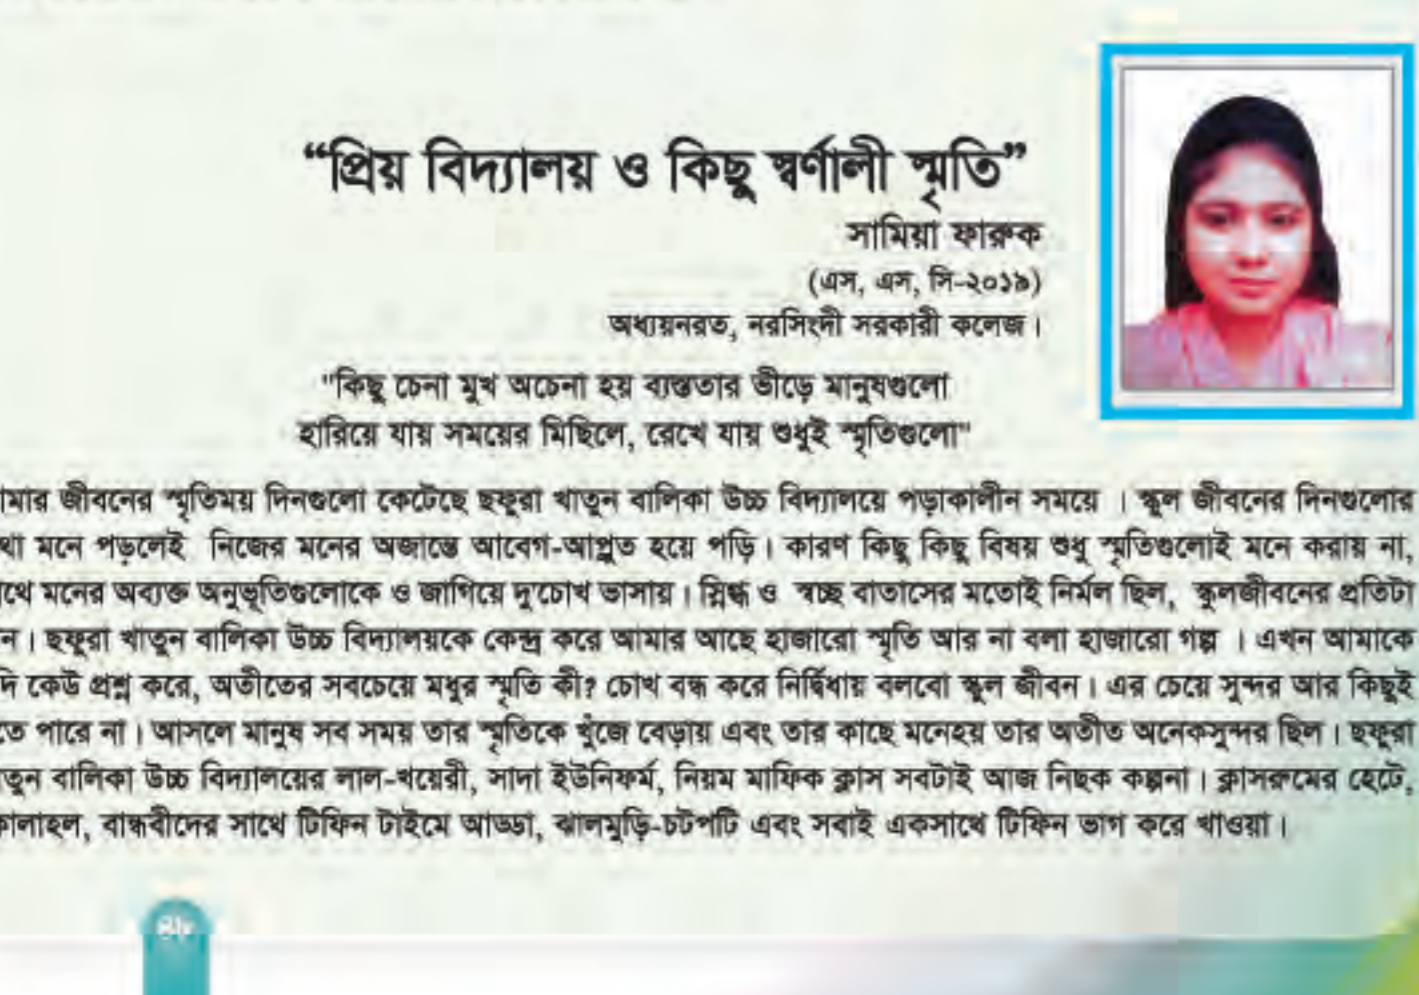 “প্রিয় বিদ্যালয় ও কিছু স্বর্ণালী স্মৃতি”
সামিয়া ফারুক
(এস, এস, সি-২০১৯)
অধ্যয়নরত, নরসিংদী সরকারী কলেজ।
"কিছু চেনা মুখ অচেনা হয় ব্যস্ততার ভীড়ে মানুষগুলো
হারিয়ে যায় সময়ের মিছিলে, রেখে যায় শুধুই স্মৃতিগুলো"
মার জীবনের স্মৃতিময় দিনগুলো কেটেছে ছফুরা খাতুন বালিকা উচ্চ বিদ্যালয়ে পড়াকালীন সময়ে । স্কুল জীবনের দিনগুলোর
থা মনে পড়লেই নিজের মনের অজান্তে আবেগ-আপ্লুত হয়ে পড়ি। কারণ কিছু কিছু বিষয় শুধু স্মৃতিগুলোই মনে করায় না,
থে মনের অব্যক্ত অনুভূতিগুলোকে ও জাগিয়ে দু'চোখ ভাসায়। স্নিগ্ধ ও স্বচ্ছ বাতাসের মতোই নির্মল ছিল, স্কুলজীবনের প্রতিটা
ন। ছফুরা খাতুন বালিকা উচ্চ বিদ্যালয়কে কেন্দ্র করে আমার আছে হাজারো স্মৃতি আর না বলা হাজারো গল্প । এখন আমাকে
দি কেউ প্রশ্ন করে, অতীতের সবচেয়ে মধুর স্মৃতি কী? চোখ বন্ধ করে নির্দ্বিধায় বলবো স্কুল জীবন। এর চেয়ে সুন্দর আর কিছুই
তে পারে না। আসলে মানুষ সব সময় তার স্মৃতিকে খুঁজে বেড়ায় এবং তার কাছে মনেহয় তার অতীত অনেকসুন্দর ছিল। ছফুরা
তুন বালিকা উচ্চ বিদ্যালয়ের লাল-খয়েরী, সাদা ইউনিফর্ম, নিয়ম মাফিক ক্লাস সবটাই আজ নিছক কল্পনা। ক্লাসরুমের হেটে,
কালাহল, বান্ধবীদের সাথে টিফিন টাইমে আড্ডা, ঝালমুড়ি-চটপটি এবং সবাই একসাথে টিফিন ভাগ করে খাওয়া।